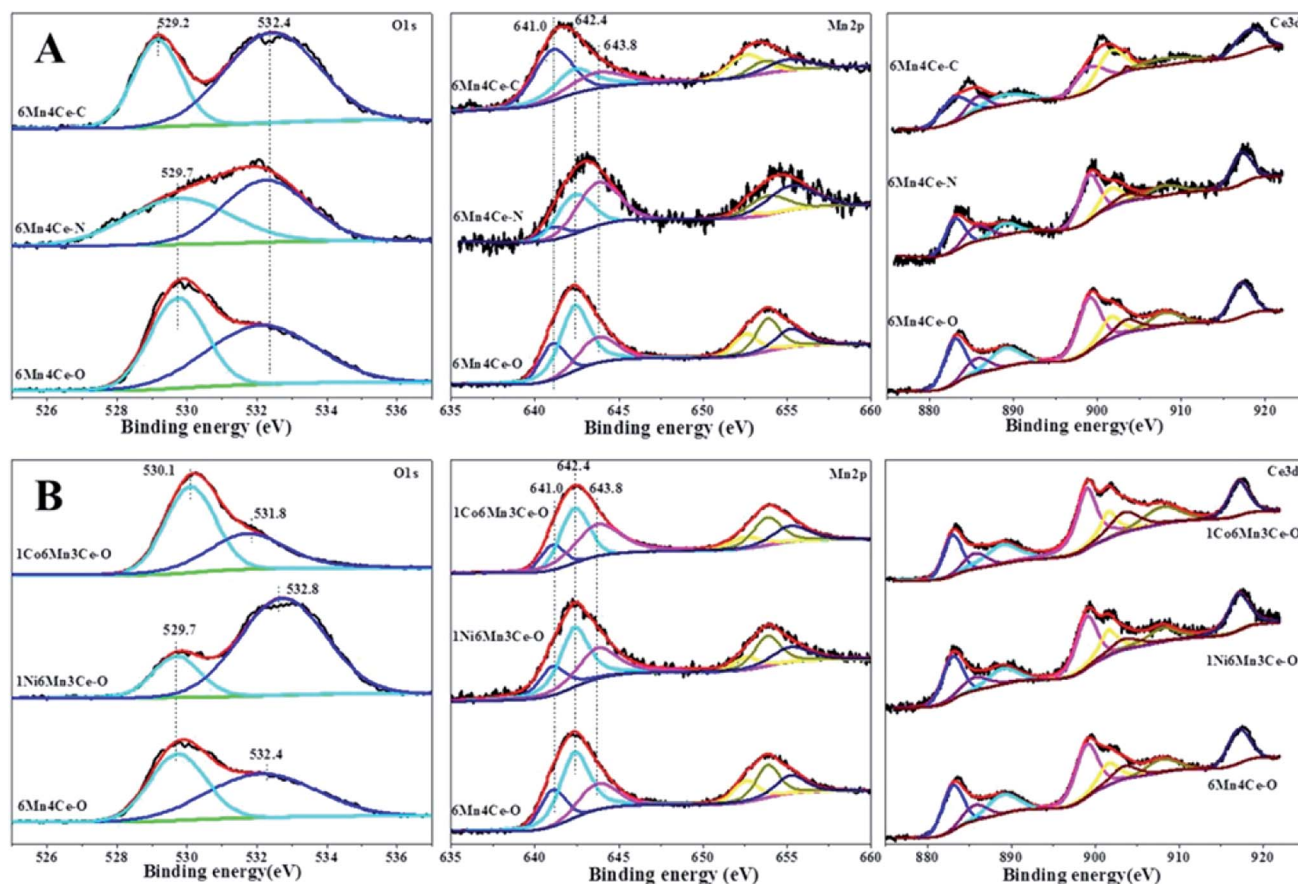 A
O1s
529.2
532.4
6Mn4Ce-C
529.7
6Mn4Ce-N
6Mn4Ce-O
526 528 530 532 534 536
Binding energy (eV)
Mn2p
642.4
641.0
643.8
6Mn4Ce-C
6Mn4Ce-N
6Mn4Ce-O
635 640 645 650 655 660
Binding energy (eV)
Ce3d
6Mn4Ce-C
6Mn4Ce-N
6Mn4Ce-O
880 890 900 910 920
Binding energy (eV)
B
O1s
530.1
531.8
1Co6Mn3Ce-O
532.8
529.7
1Ni6Mn3Ce-O
532.4
6Mn4Ce-O
526 528 530 532 534 536
Binding energy(eV)
Mn2p
642.4
641.0 643.8
1Co6Mn3Ce-O
1Ni6Mn3Ce-O
6Mn4Ce-O
635 640 645 650 655 660
Binding energy(eV)
Ce3d
1Co6Mn3Ce-O
1Ni6Mn3Ce-O
6Mn4Ce-O
880 890 900 910 920
Binding energy(eV)